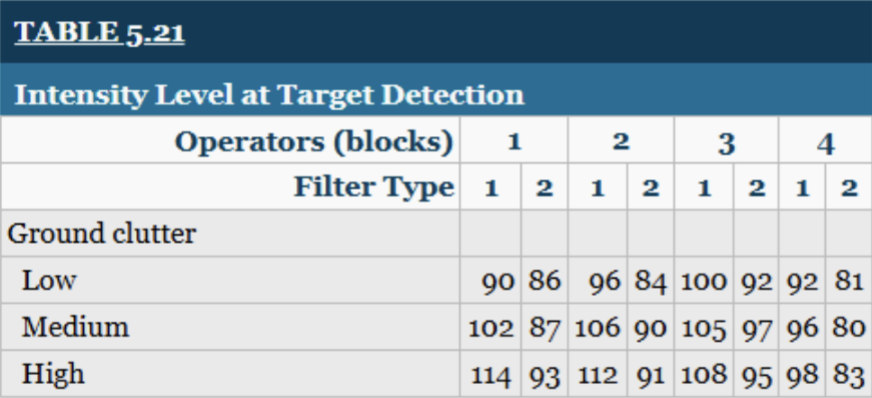 TABLE 5.21
Intensity Level at Target Detection
Operators (blocks) 1 2 3 4
Filter Type 1 2 1 2 1 2 1 2
Ground clutter
Low 90 86 96 84 100 92 92 81
Medium 102 87 106 90 105 97 96 80
High 114 93 112 91 108 95 98 83